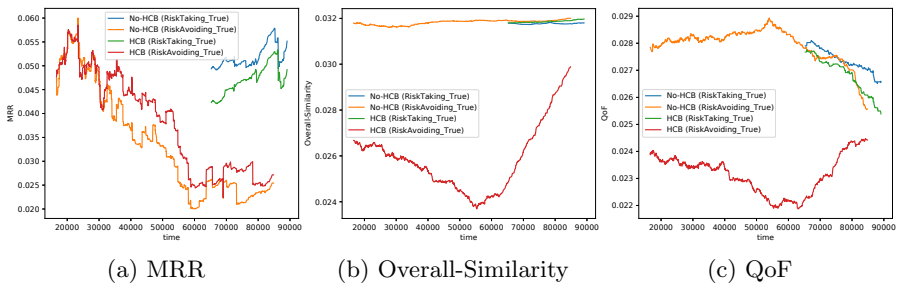 0.060
0.055
0.050
0.045
0.040
0.035
0.030
0.025
0.020
MRR
No-HCB (RiskTaking_True)
No-HCB (RiskAvoiding_True)
HCB (RiskTaking_True)
HCB (RiskAvoiding_True)
20000 30000 40000 50000 60000 70000 80000 90000
time
(a) MRR
0.032
0.030
0.028
0.026
0.024
Overall-Similarity
No-HCB (RiskTaking_True)
No-HCB (RiskAvoiding_True)
HCB (RiskTaking_True)
HCB (RiskAvoiding_True)
20000 30000 40000 50000 60000 70000 80000 90000
time
(b) Overall-Similarity
0.029
0.028
0.027
0.026
0.025
0.024
0.023
0.022
QoF
No-HCB (RiskTaking_True)
No-HCB (RiskAvoiding_True)
HCB (RiskTaking_True)
HCB (RiskAvoiding_True)
20000 30000 40000 50000 60000 70000 80000 90000
time
(c) QoF